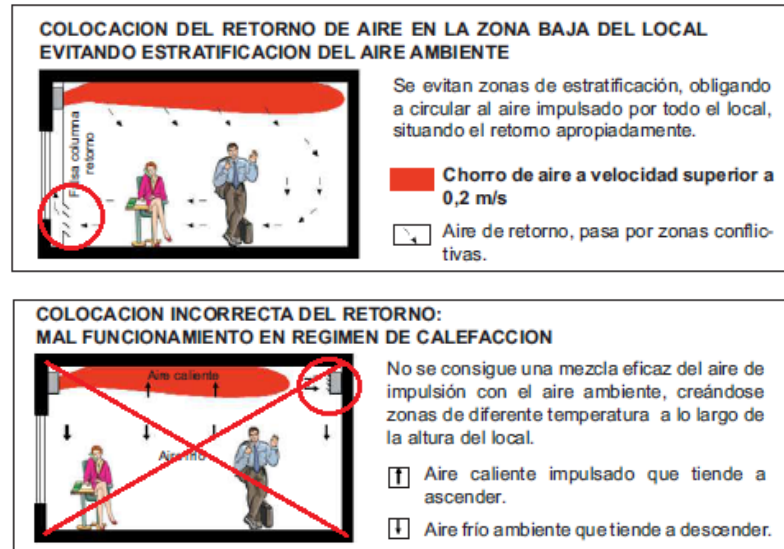 COLOCACION DEL RETORNO DE AIRE EN LA ZONA BAJA DEL LOCAL
EVITANDO ESTRATIFICACION DEL AIRE AMBIENTE
Falsa columna
retorno
Se evitan zonas de estratificación, obligando
a circular al aire impulsado por todo el local,
situando el retorno apropiadamente.
Chorro de aire a velocidad superior a
0,2 m/s
Aire de retorno, pasa por zonas conflic-
tivas.
COLOCACION INCORRECTA DEL RETORNO:
MAL FUNCIONAMIENTO EN REGIMEN DE CALEFACCION
Aire caliente
Aire frío
No se consigue una mezcla eficaz del aire de
impulsión con el aire ambiente, creándose
zonas de diferente temperatura a lo largo de
la altura del local.
Aire caliente impulsado que tiende a
ascender.
Aire frío ambiente que tiende a descender.